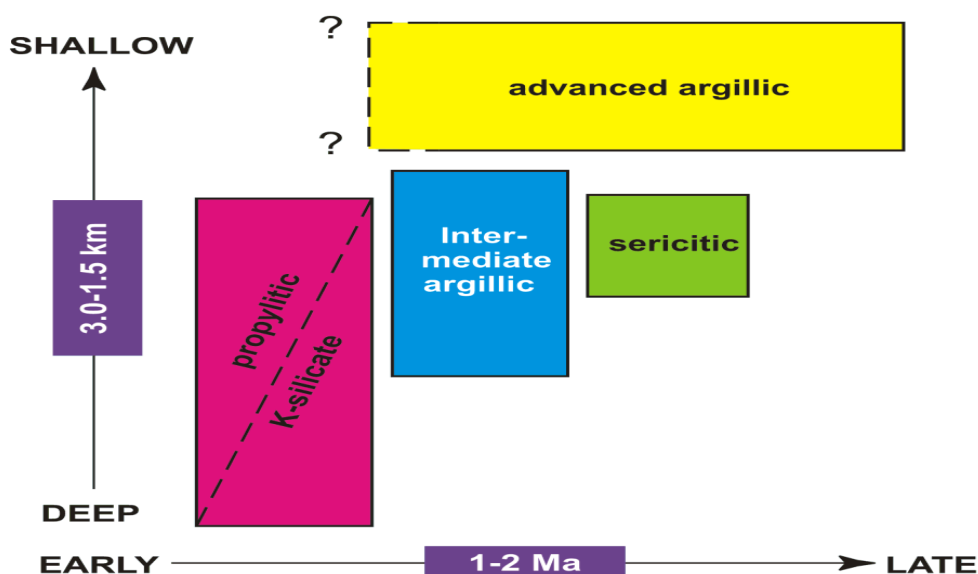 ?
SHALLOW
advanced argillic
?
3.0-1.5 km
propylitic
K-silicate
Inter-
mediate
argillic
sericitic
DEEP
EARLY
1-2 Ma
LATE